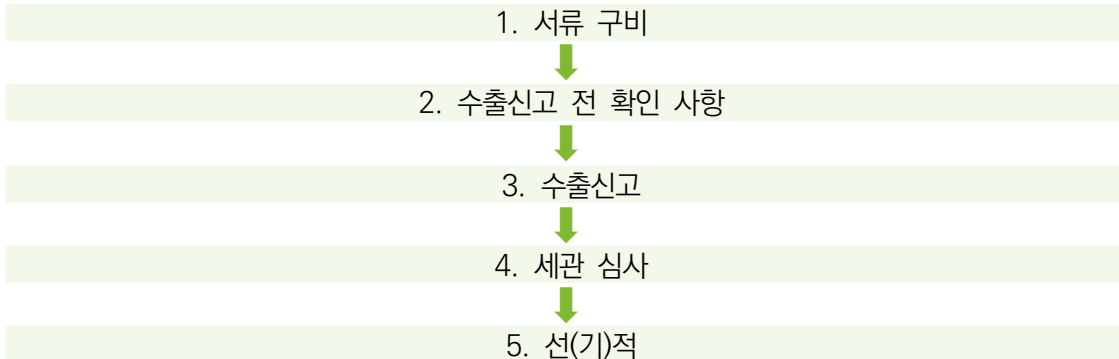 1. 서류 구비
2. 수출신고 전 확인 사항
3. 수출신고
4. 세관 심사
5. 선(기)적